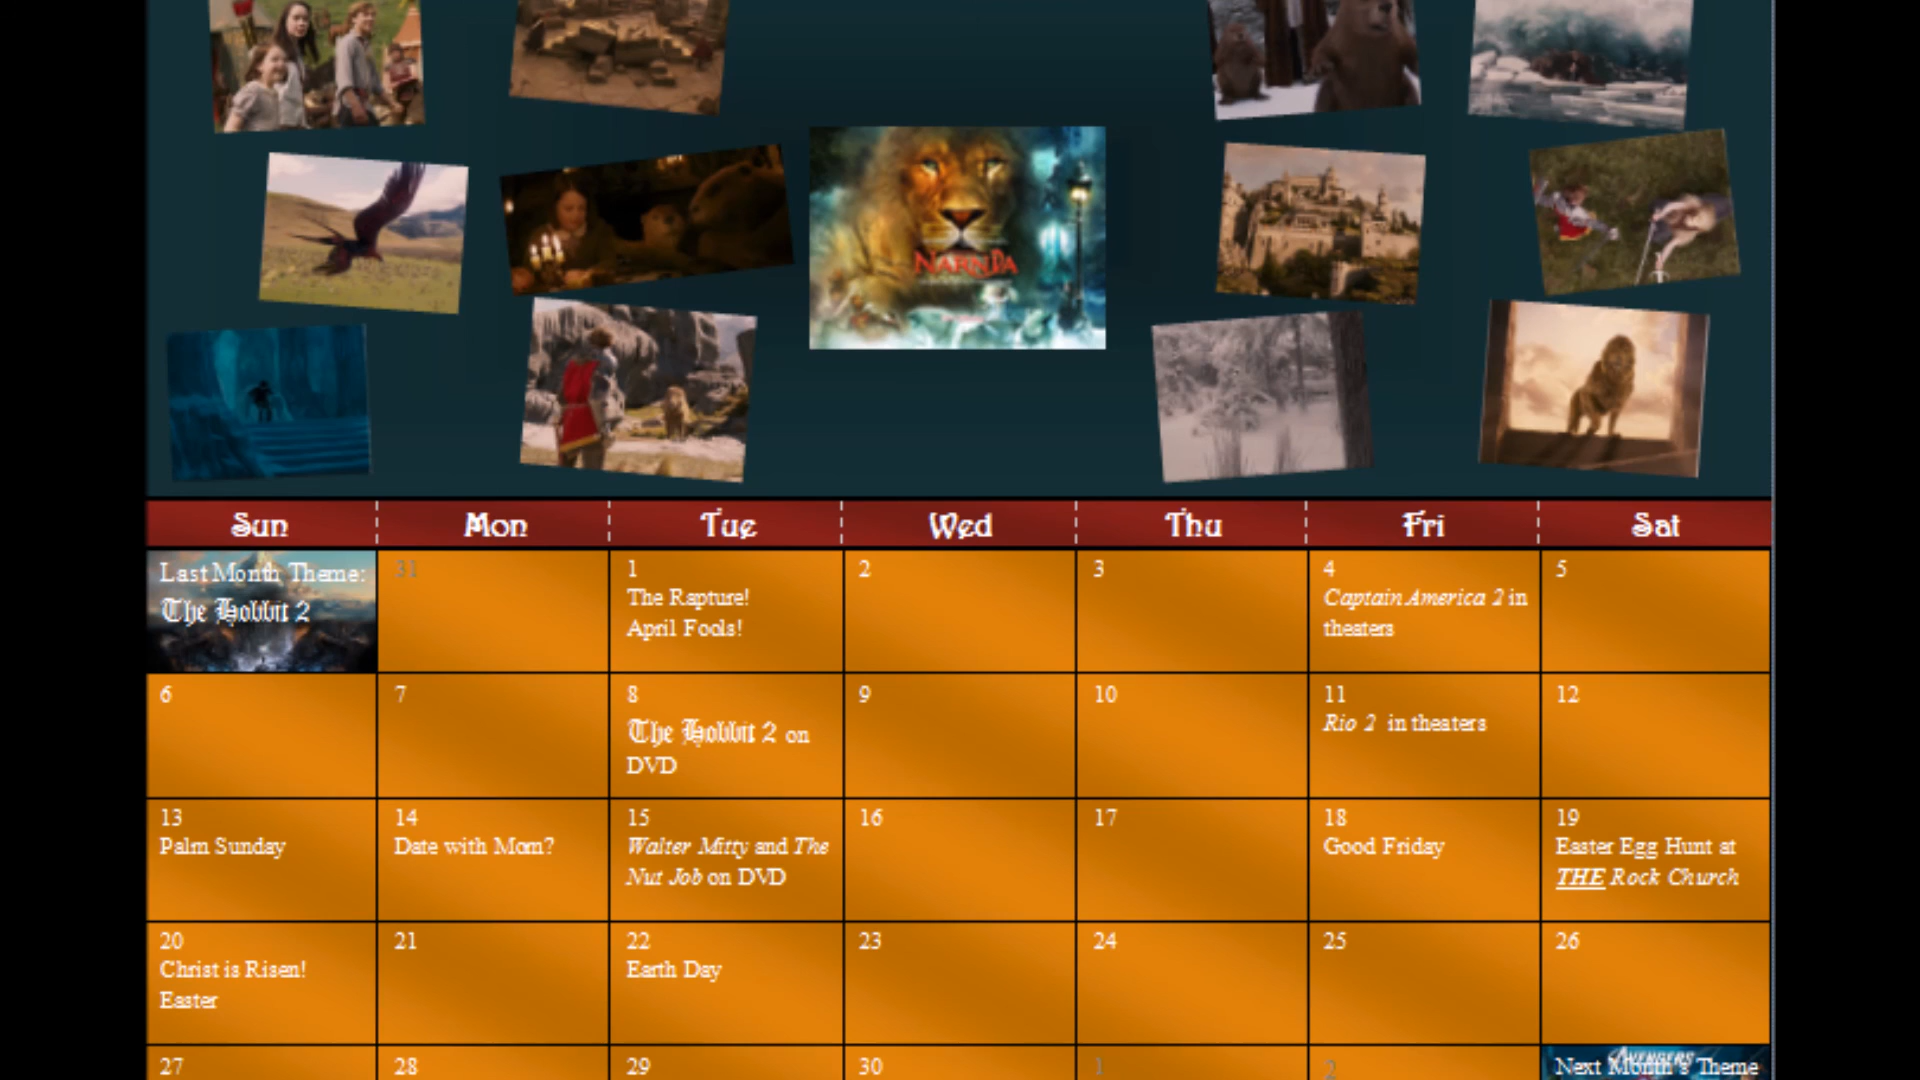 NARNIA
Sun Mon Tue Wed Thu Fri Sat
Last Month Theme:
The Hobbit 2
31
1
The Rapture!
April Fools!
2
3
4
Captain America 2 in
theaters
5
6
7
8
The Hobbit 2 on
DVD
9
10
11
Rio 2 in theaters
12
13
Palm Sunday
14
Date with Mom?
15
Walter Mitty and The
Nut Job on DVD
16
17
18
Good Friday
19
Easter Egg Hunt at
THE Rock Church
20
Christ is Risen!
Easter
21
22
Earth Day
23
24
25
26
27
28
29
30
1
2
AVENGERS
Next Month's Theme